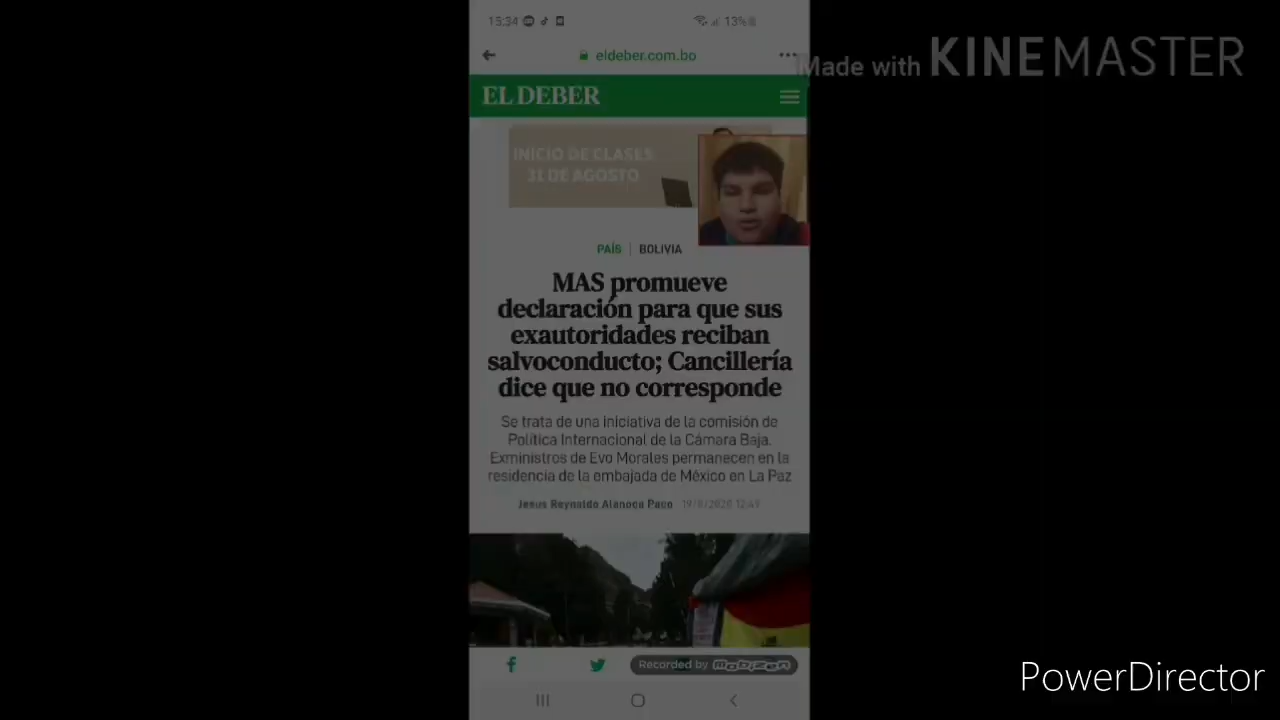 15:34
13%
eldeber.com.bo
Made with KINEMASTER
EL DEBER
INICIO DE CLASES
31 DE AGOSTO
PAÍS | BOLIVIA
MAS promueve
declaración para que sus
exautoridades reciban
salvoconducto; Cancillería
dice que no corresponde
Se trata de una iniciativa de la comisión de
Política Internacional de la Cámara Baja.
Exministros de Evo Morales permanecen en la
residencia de la embajada de México en La Paz
Jesus Reynaldo Alanoca Paco
Recorded by mobizen
PowerDirector